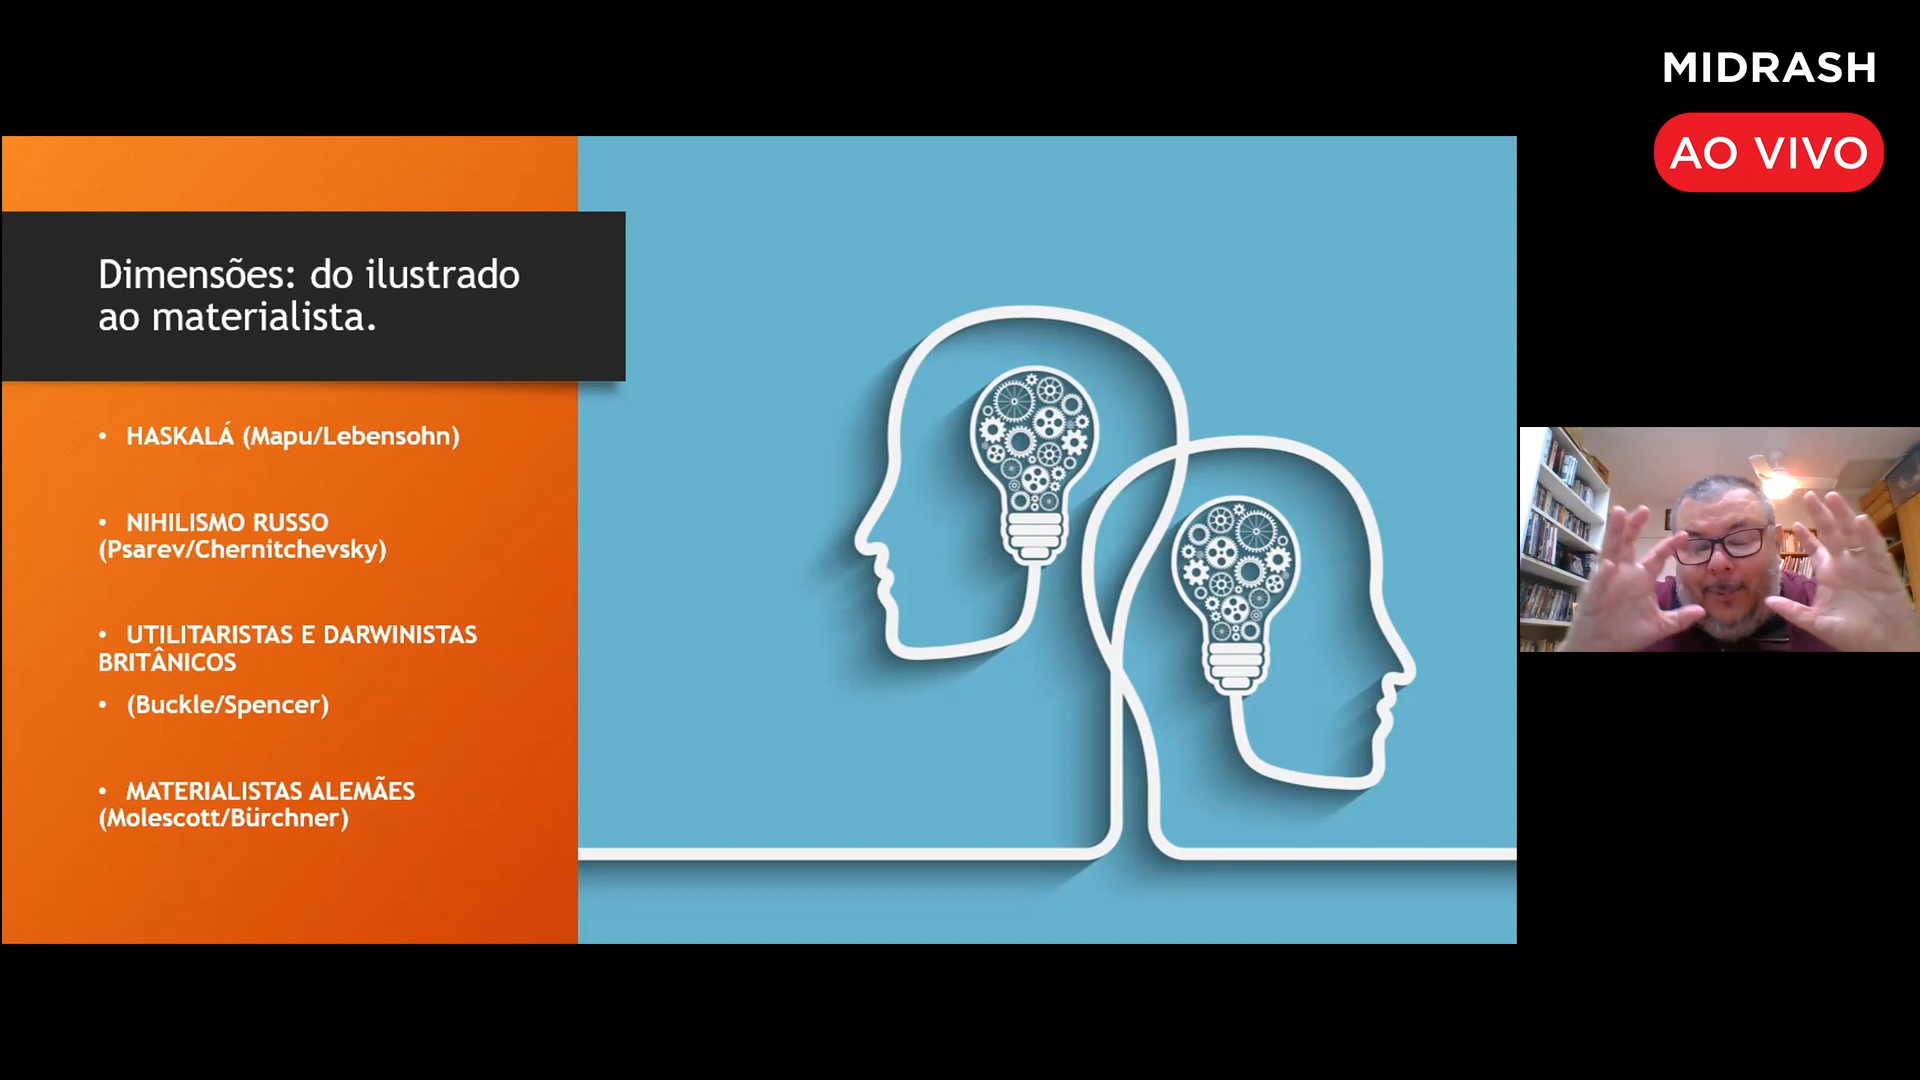 MIDRASH
AO VIVO
Dimensões: do ilustrado
ao materialista.
• HASKALÁ (Mapu/Lebensohn)
• NIHILISMO RUSSO
(Psarev/Chernitchevsky)
• UTILITARISTAS E DARWINISTAS
BRITÂNICOS
• (Buckle/Spencer)
• MATERIALISTAS ALEMÃES
(Molescott/Bürchner)